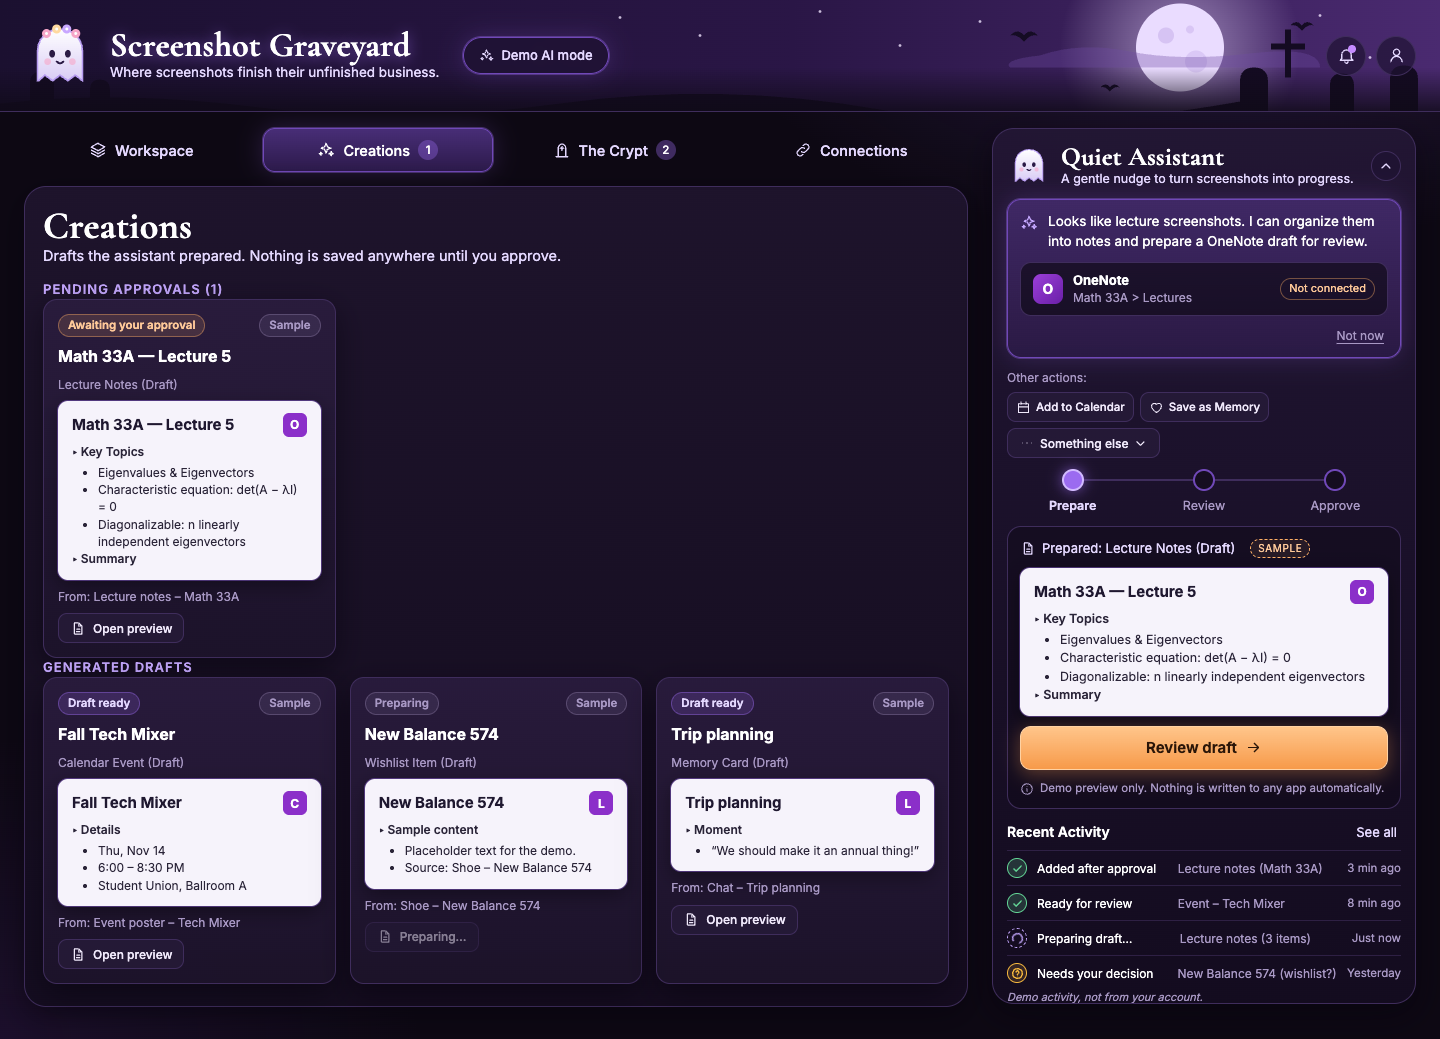 Screenshot Graveyard
Where screenshots finish their unfinished business.
Demo AI mode
Workspace
Creations 1
The Crypt 2
Connections
Creations
Drafts the assistant prepared. Nothing is saved anywhere until you approve.
PENDING APPROVALS (1)
Awaiting your approval
Sample
Math 33A — Lecture 5
Lecture Notes (Draft)
Math 33A — Lecture 5
O
▸ Key Topics
• Eigenvalues & Eigenvectors
• Characteristic equation: det(A − λI)
= 0
• Diagonalizable: n linearly
independent eigenvectors
▸ Summary
From: Lecture notes – Math 33A
Open preview
GENERATED DRAFTS
Draft ready
Sample
Fall Tech Mixer
Calendar Event (Draft)
Fall Tech Mixer
C
▸ Details
• Thu, Nov 14
• 6:00 – 8:30 PM
• Student Union, Ballroom A
From: Event poster – Tech Mixer
Open preview
Preparing
Sample
New Balance 574
Wishlist Item (Draft)
New Balance 574
L
▸ Sample content
• Placeholder text for the demo.
• Source: Shoe – New Balance 574
From: Shoe – New Balance 574
Preparing...
Draft ready
Sample
Trip planning
Memory Card (Draft)
Trip planning
L
▸ Moment
• “We should make it an annual thing!”
From: Chat – Trip planning
Open preview
Quiet Assistant
A gentle nudge to turn screenshots into progress.
Looks like lecture screenshots. I can organize them
into notes and prepare a OneNote draft for review.
O
OneNote
Math 33A > Lectures
Not connected
Not now
Other actions:
Add to Calendar
Save as Memory
Something else
Prepare
Review
Approve
Prepared: Lecture Notes (Draft)
SAMPLE
Math 33A — Lecture 5
O
▸ Key Topics
• Eigenvalues & Eigenvectors
• Characteristic equation: det(A − λI) = 0
• Diagonalizable: n linearly independent eigenvectors
▸ Summary
Review draft →
Demo preview only. Nothing is written to any app automatically.
Recent Activity
See all
Added after approval Lecture notes (Math 33A) 3 min ago
Ready for review Event – Tech Mixer 8 min ago
Preparing draft... Lecture notes (3 items) Just now
Needs your decision New Balance 574 (wishlist?) Yesterday
Demo activity, not from your account.